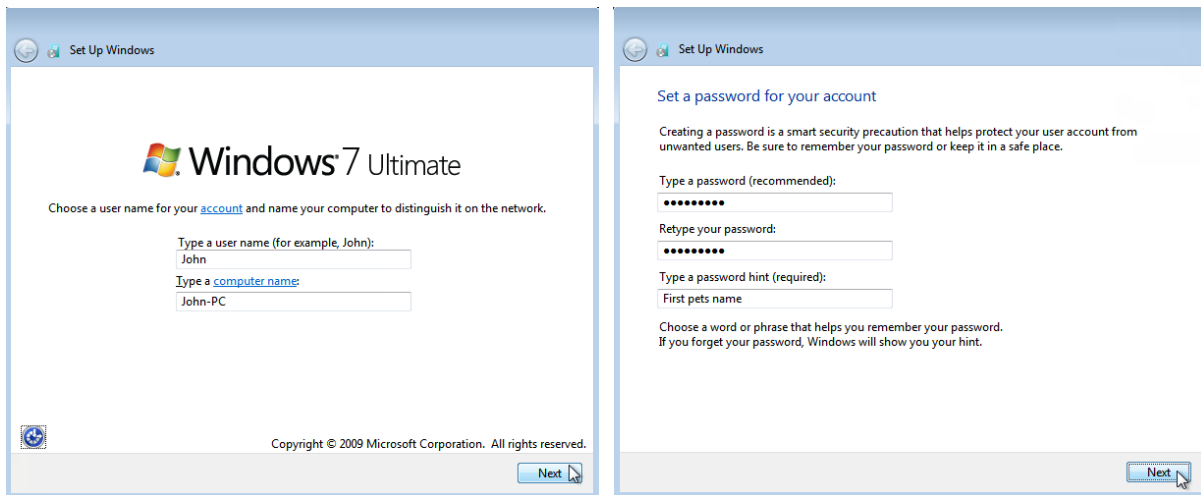 Set Up Windows
Windows 7 Ultimate
Choose a user name for your account and name your computer to distinguish it on the network.
Type a user name (for example, John):
John
Type a computer name:
John-PC
Copyright © 2009 Microsoft Corporation. All rights reserved.
Next
Set Up Windows
Set a password for your account
Creating a password is a smart security precaution that helps protect your user account from
unwanted users. Be sure to remember your password or keep it in a safe place.
Type a password (recommended):
●●●●●●●●●
Retype your password:
●●●●●●●●●
Type a password hint (required):
First pets name
Choose a word or phrase that helps you remember your password.
If you forget your password, Windows will show you your hint.
Next